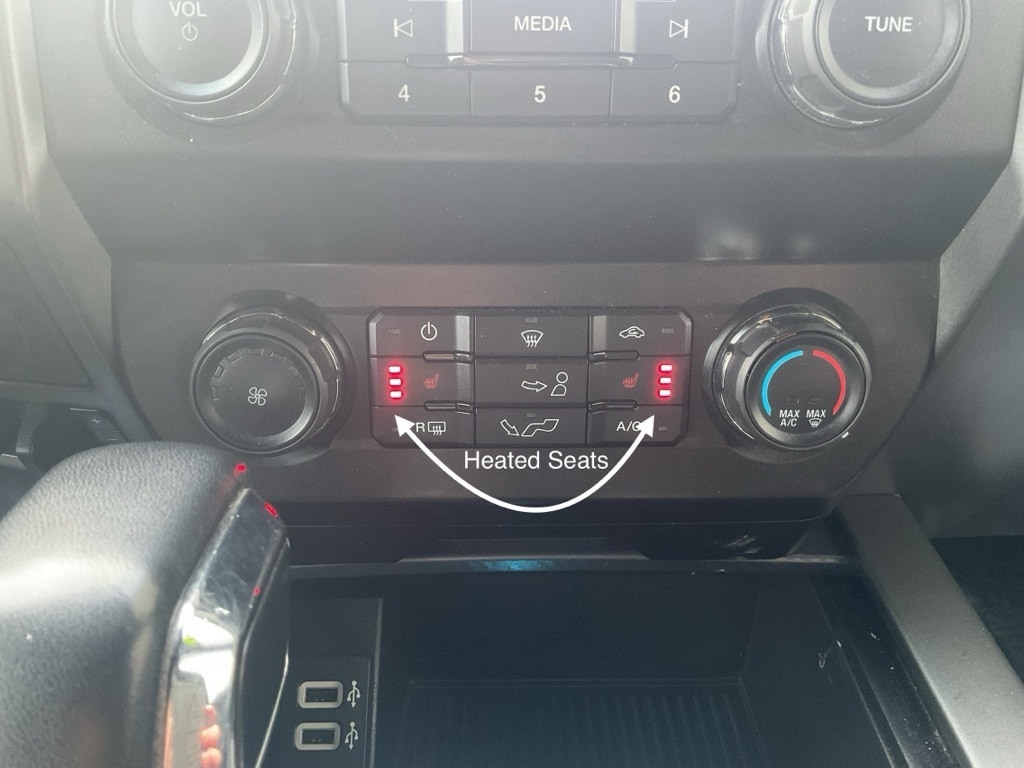 VOL
MEDIA
TUNE
4
5
6
R
A/C
MAX
A/C
MAX
Heated Seats